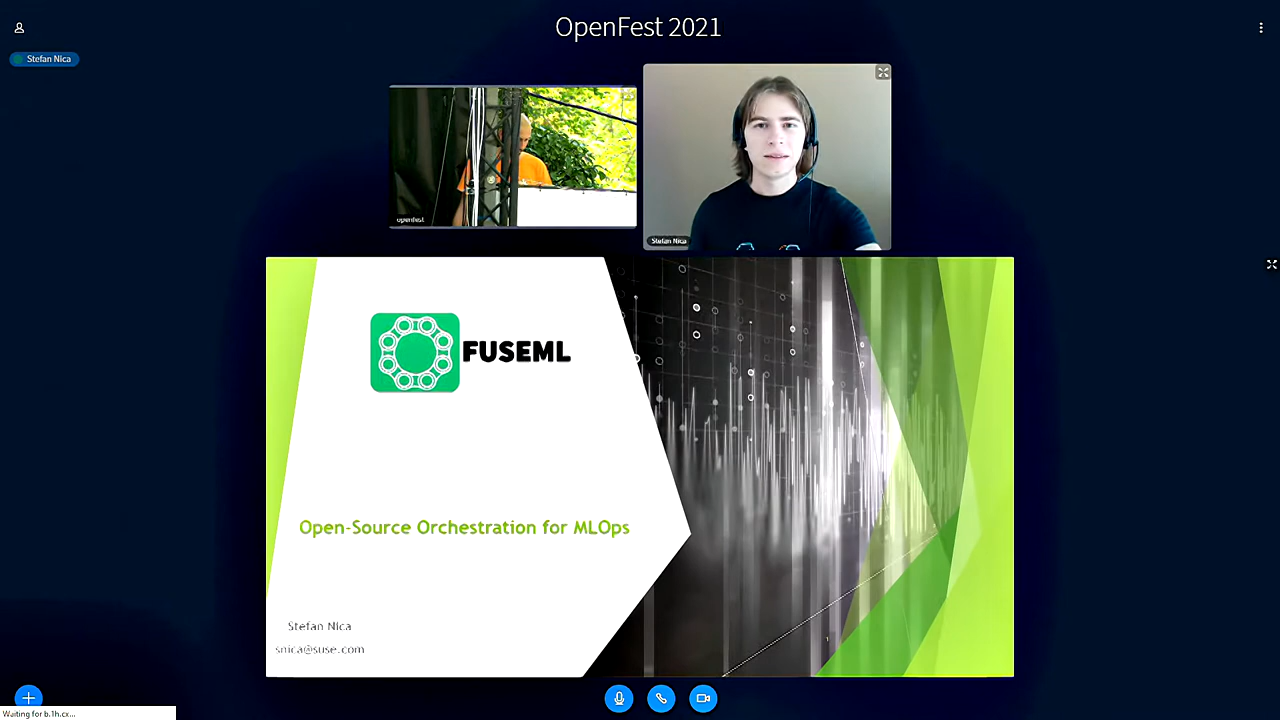 OpenFest 2021
Stefan Nica
openfest
Stefan Nica
FUSEML
Open-Source Orchestration for MLOps
Stefan Nica
snica@suse.com
Waiting for b.1h.cx...